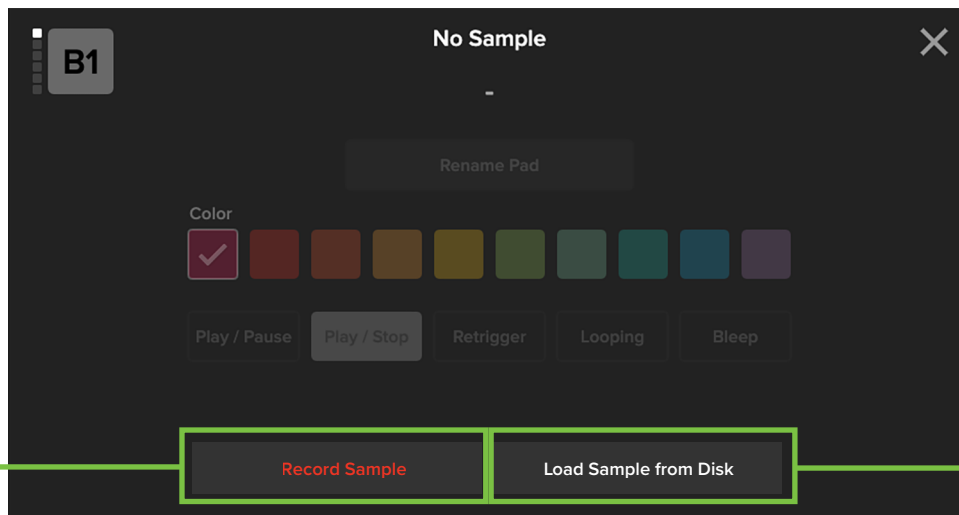 B1
No Sample
-
Rename Pad
Color
Play / Pause Play / Stop Retrigger Looping Bleep
Record Sample Load Sample from Disk